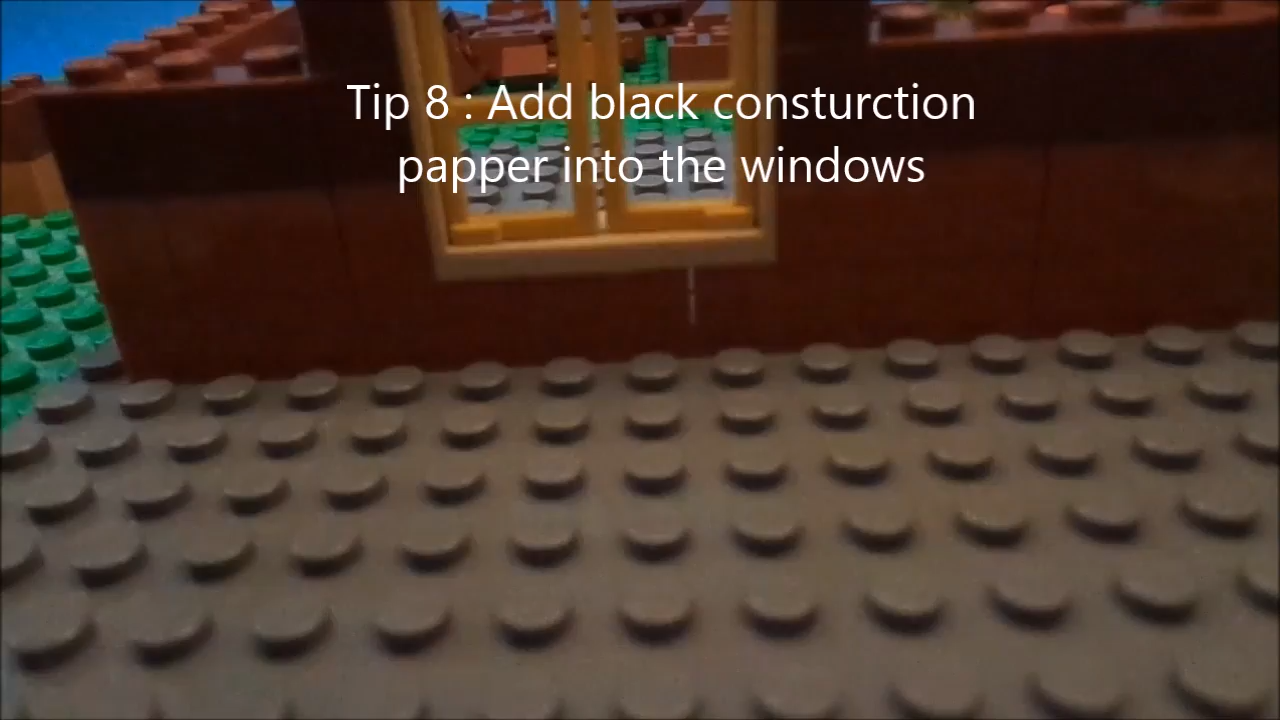 Tip 8 : Add black consturction
papper into the windows